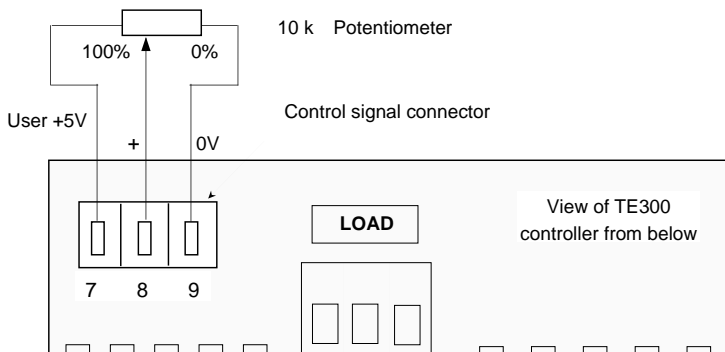 10 k Potentiometer
100%
0%
Control signal connector
User +5V
+
0V
LOAD
View of TE300
controller from below
7
8
9